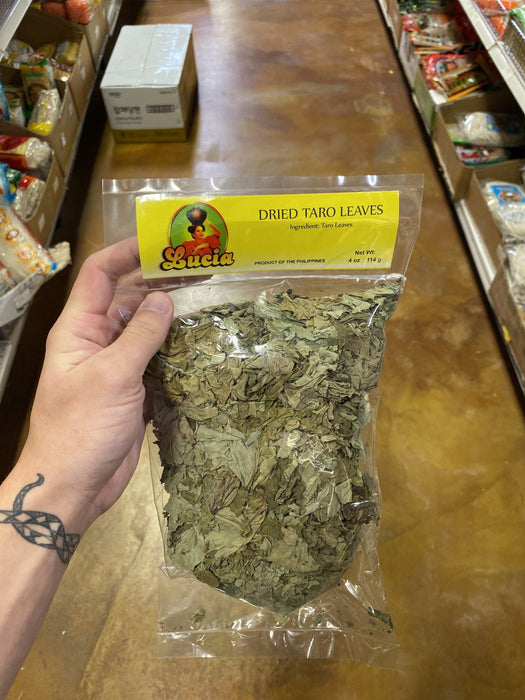 DRIED TARO LEAVES
Ingredient: Taro Leaves
Lucia
Net Wt:
PRODUCT OF THE PHILIPPINES
4 oz 114 g